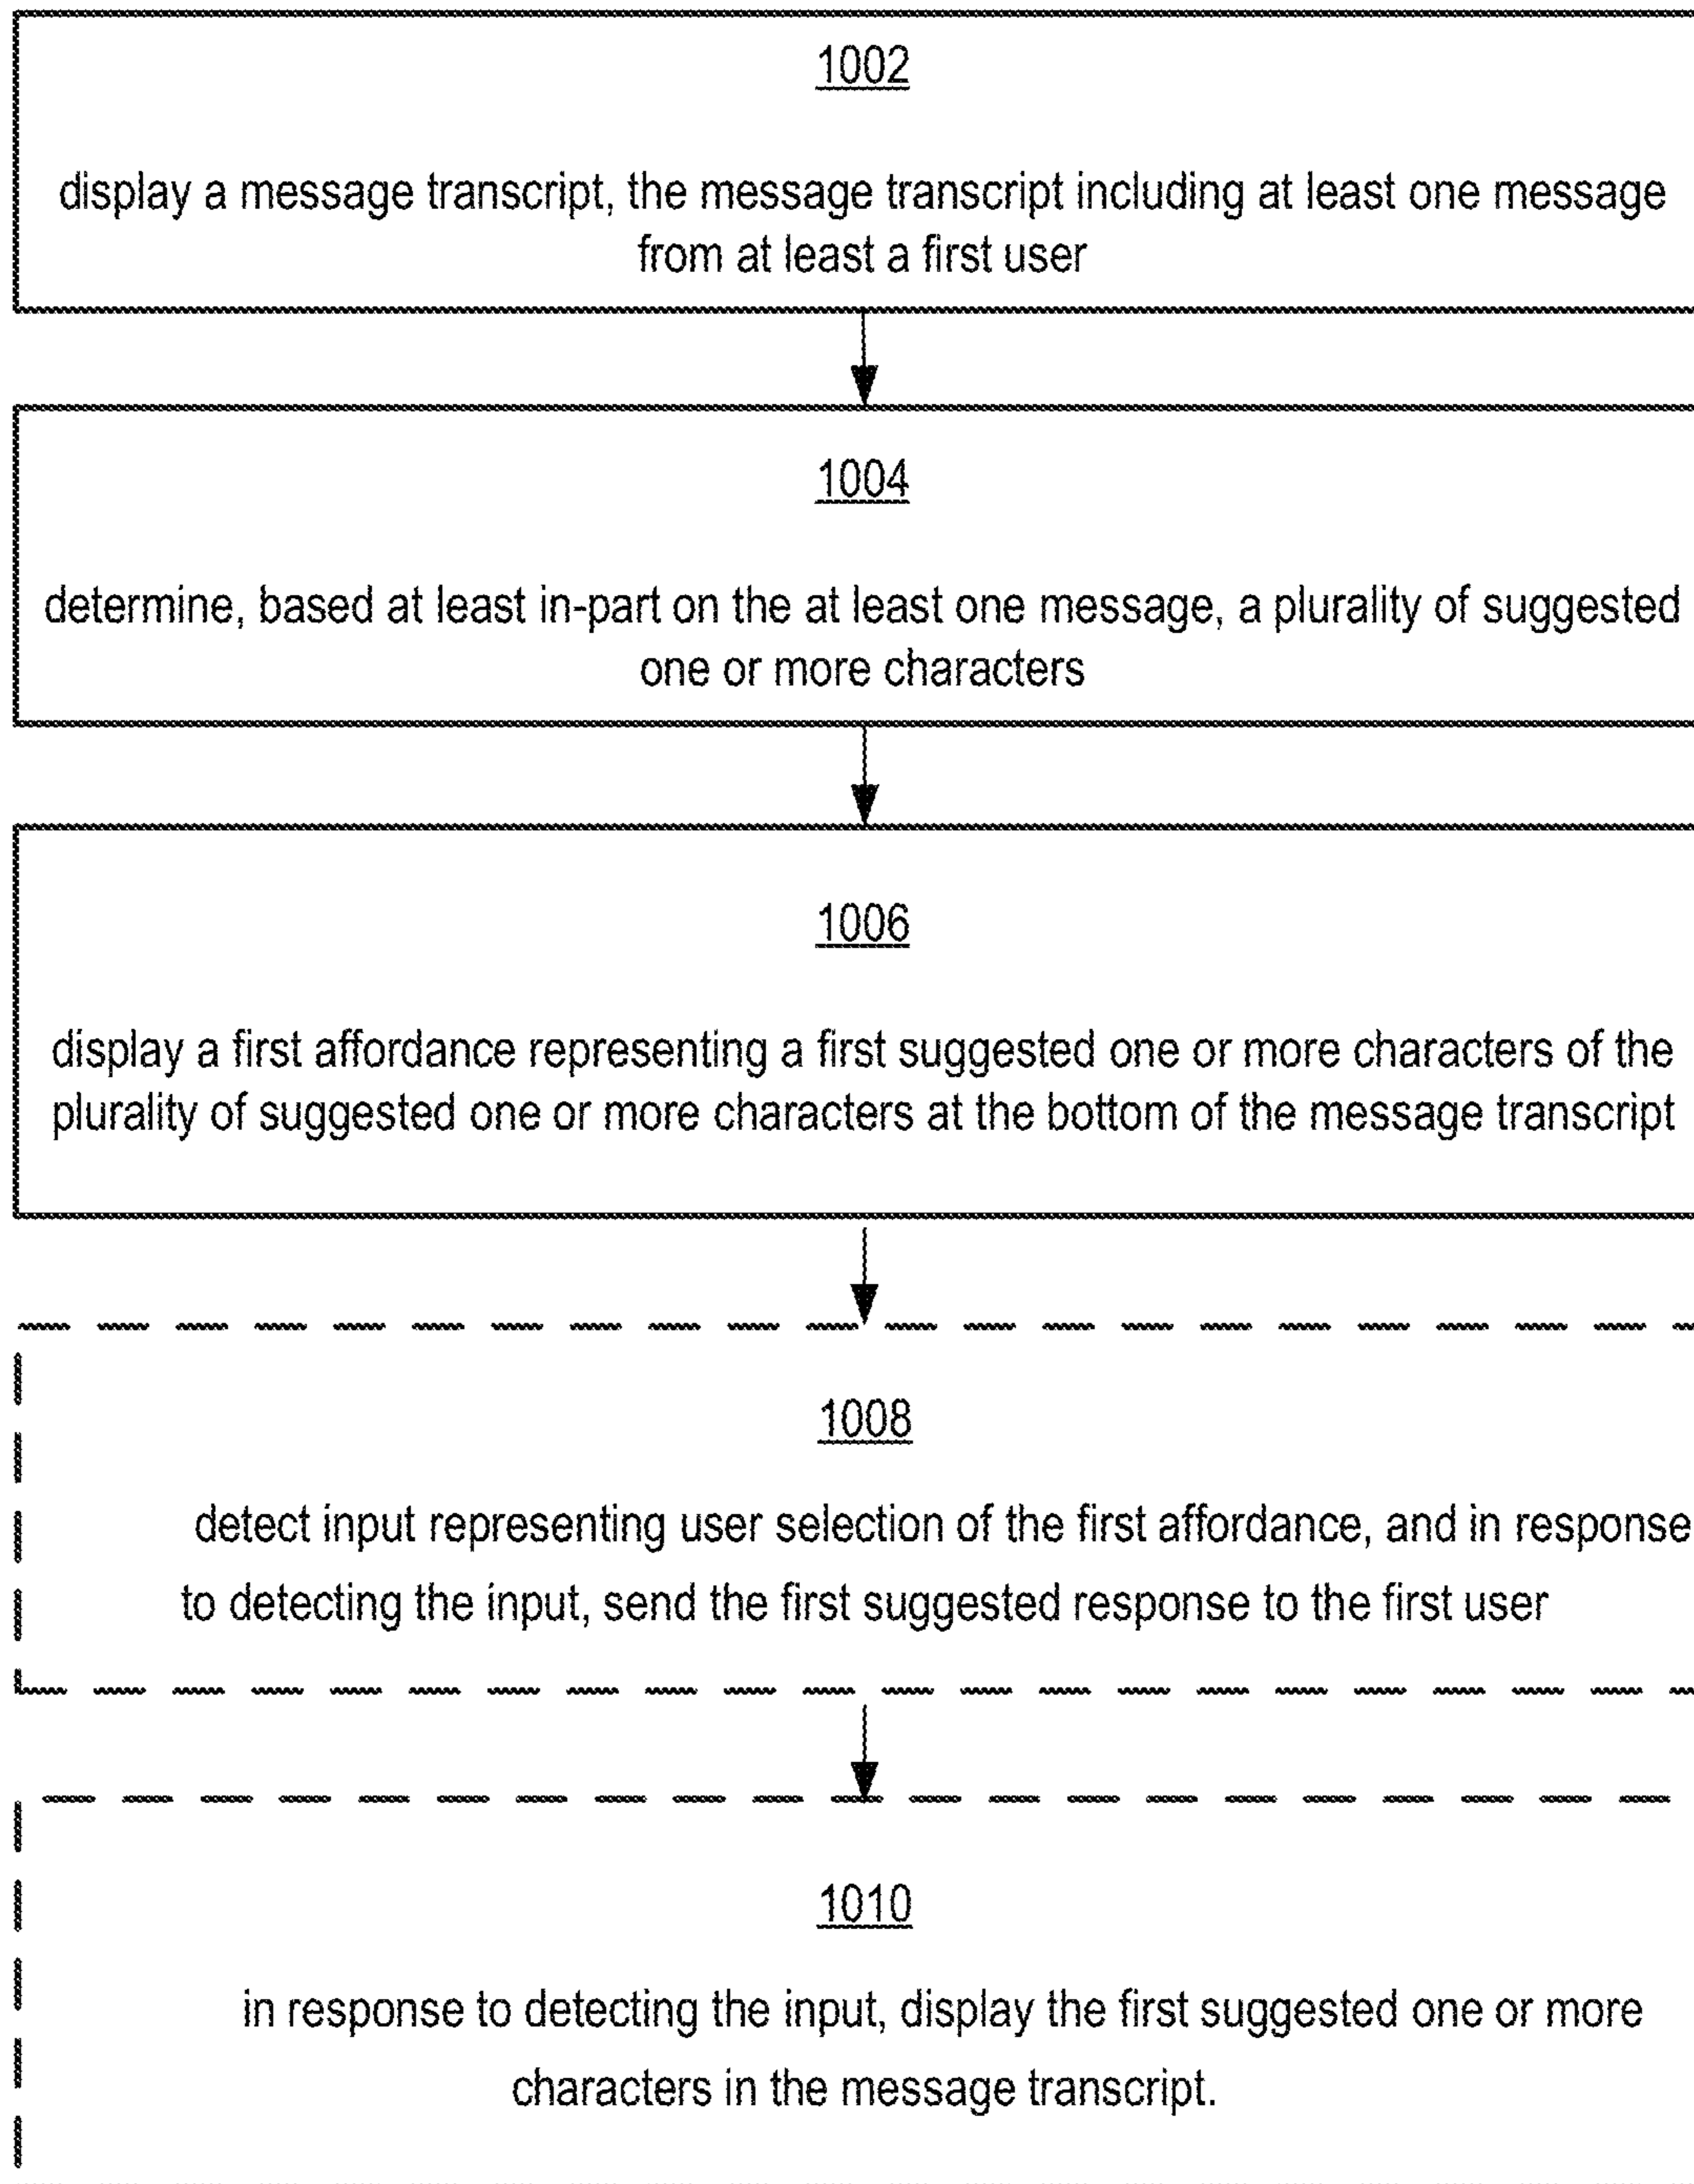 1002
display a message transcript, the message transcript including at least one message
from at least a first user
1004
determine, based at least in-part on the at least one message, a plurality of suggested
one or more characters
1006
display a first affordance representing a first suggested one or more characters of the
plurality of suggested one or more characters at the bottom of the message transcript
1008
detect input representing user selection of the first affordance, and in response
to detecting the input, send the first suggested response to the first user
1010
in response to detecting the input, display the first suggested one or more
characters in the message transcript.